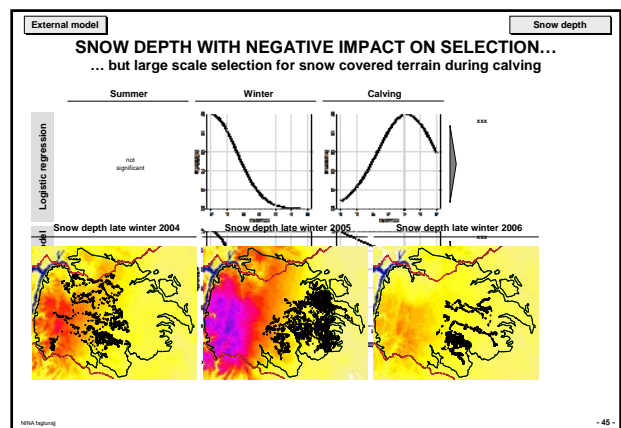 External model
Snow depth
SNOW DEPTH WITH NEGATIVE IMPACT ON SELECTION…
… but large scale selection for snow covered terrain during calving
Summer
Winter
Calving
Logistic regression
not
significant
xxx
Snow depth late winter 2004
Snow depth late winter 2005
Snow depth late winter 2006
xxx
NINA faglunsj
- 45 -